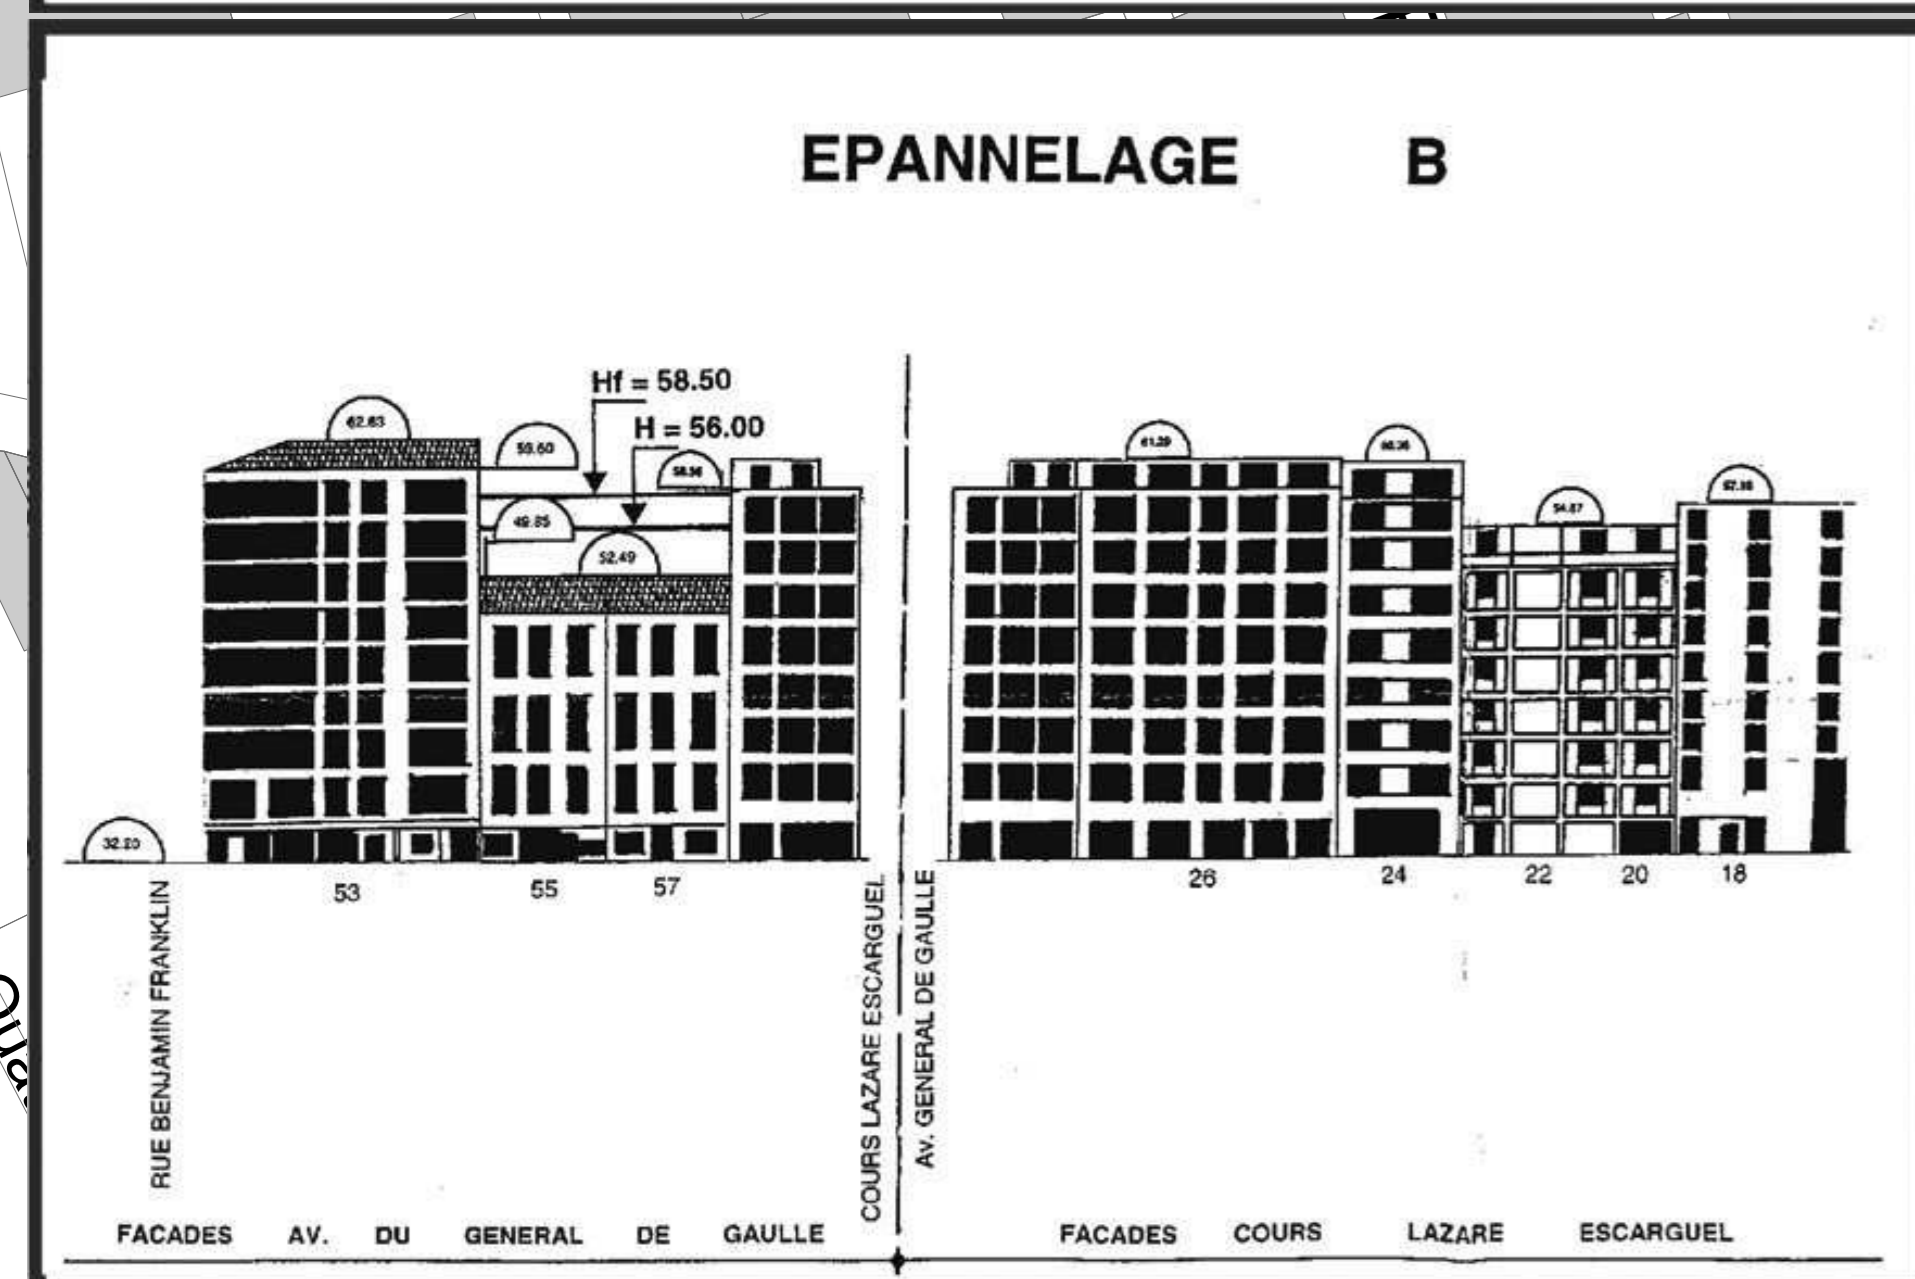 EPANNELAGE B
Hf = 58.50
H = 56.00
62.63
59.60
58.56
49.85
52.49
61.29
54.87
32.20
53
55
57
26
24
22
20
18
RUE BENJAMIN FRANKLIN
COURS LAZARE ESCARGUEL
Av. GENERAL DE GAULLE
FACADES AV. DU GENERAL DE GAULLE
FACADES COURS LAZARE ESCARGUEL